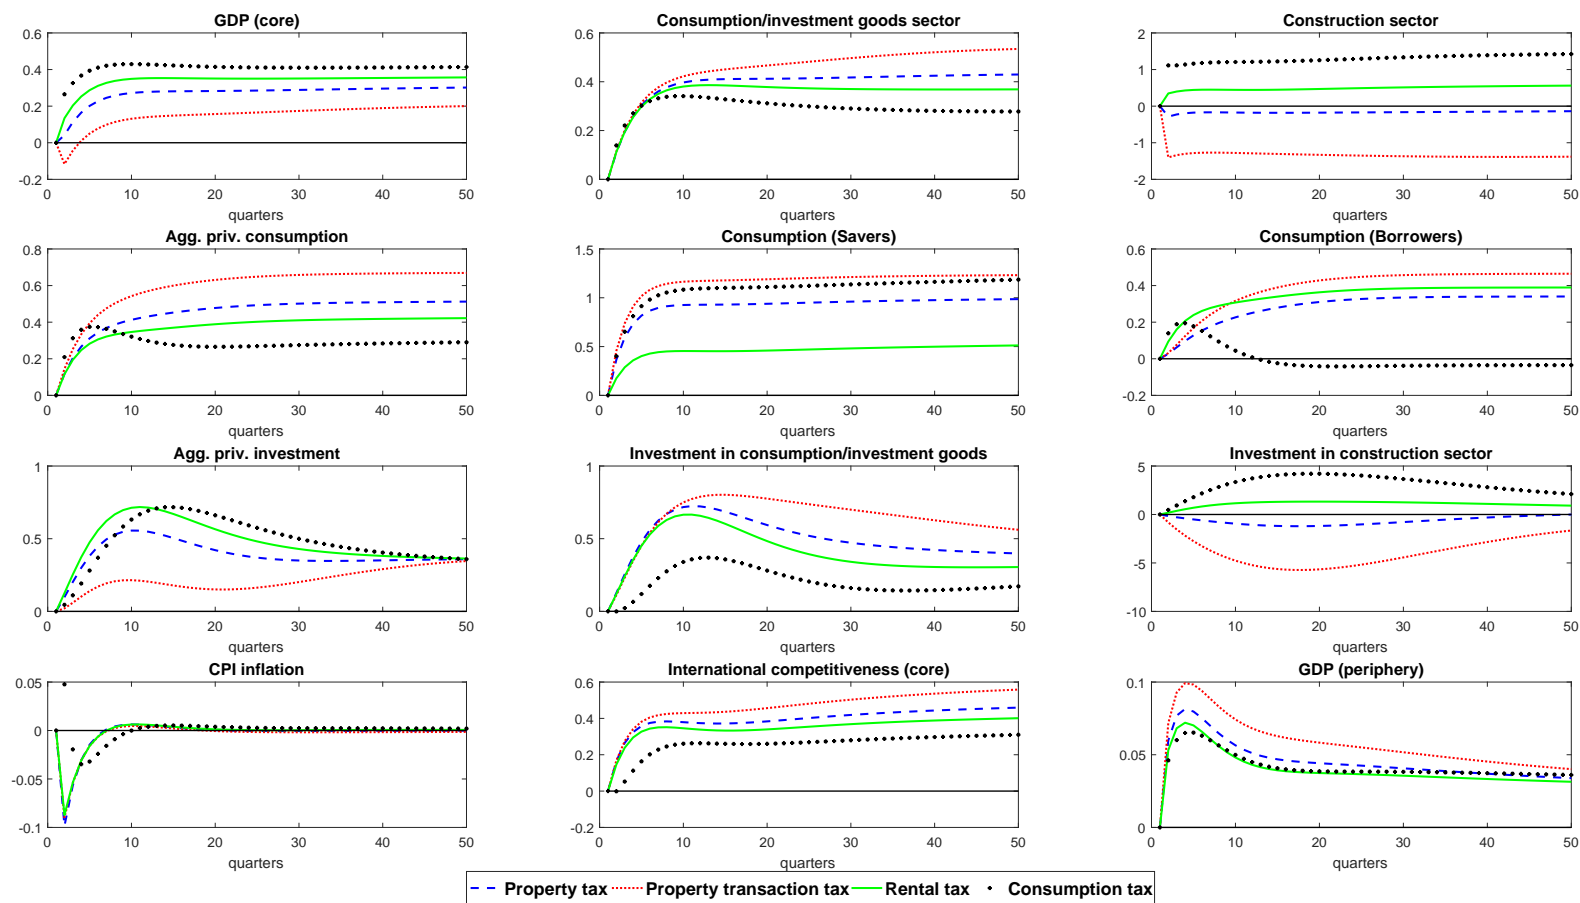 GDP (core)
0.6
0.4
0.2
0
-0.2
0 10 20 30 40 50
quarters
Consumption/investment goods sector
0.6
0.4
0.2
0
0 10 20 30 40 50
quarters
Construction sector
2
1
0
-1
-2
0 10 20 30 40 50
quarters
Agg. priv. consumption
0.8
0.6
0.4
0.2
0
0 10 20 30 40 50
quarters
Consumption (Savers)
1.5
1
0.5
0
0 10 20 30 40 50
quarters
Consumption (Borrowers)
0.6
0.4
0.2
0
-0.2
0 10 20 30 40 50
quarters
Agg. priv. investment
1
0.5
0
0 10 20 30 40 50
quarters
Investment in consumption/investment goods
1
0.5
0
0 10 20 30 40 50
quarters
Investment in construction sector
5
0
-5
-10
0 10 20 30 40 50
quarters
CPI inflation
0.05
0
-0.05
-0.1
0 10 20 30 40 50
quarters
International competitiveness (core)
0.6
0.4
0.2
0
-0.2
0 10 20 30 40 50
quarters
GDP (periphery)
0.1
0.05
0
0 10 20 30 40 50
quarters
Property tax Property transaction tax Rental tax Consumption tax